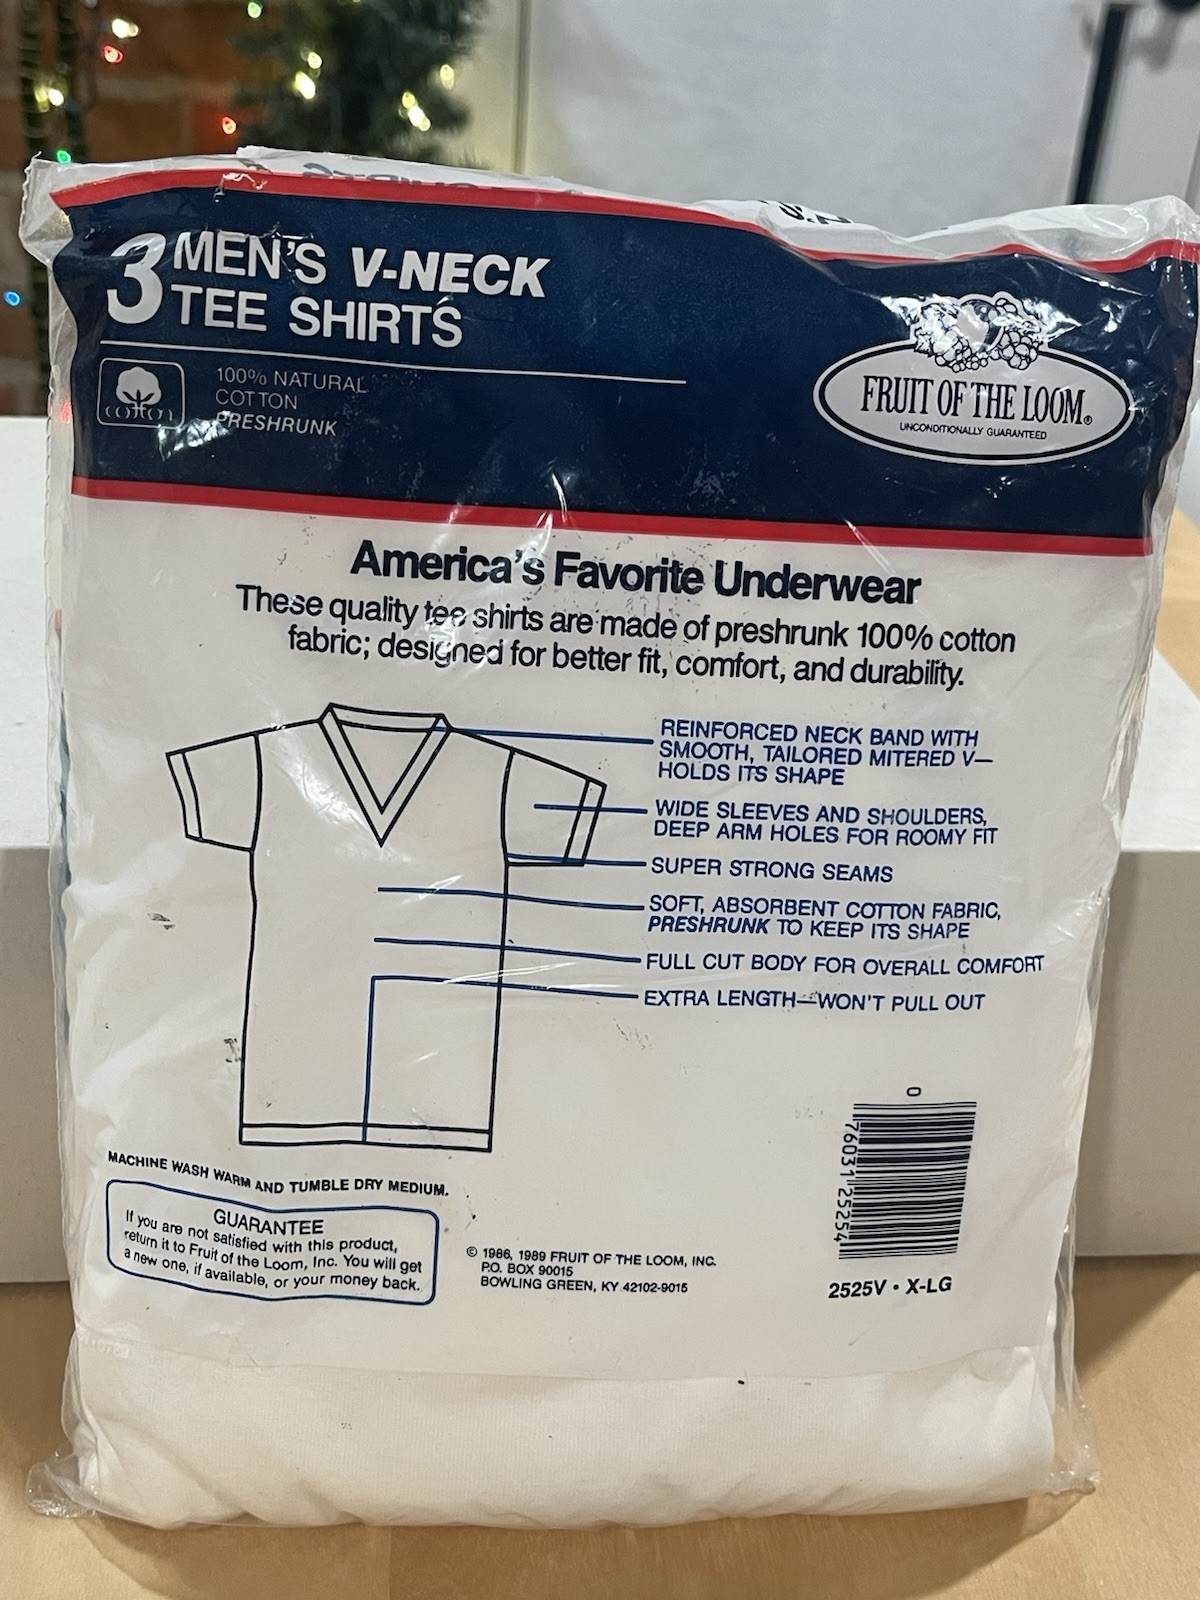 3 MEN'S V-NECK
TEE SHIRTS
cotton
100% NATURAL
COTTON
PRESHRUNK
FRUIT OF THE LOOM®
UNCONDITIONALLY GUARANTEED
America's Favorite Underwear
These quality tee shirts are made of preshrunk 100% cotton
fabric; designed for better fit, comfort, and durability.
REINFORCED NECK BAND WITH
SMOOTH, TAILORED MITERED V—
HOLDS ITS SHAPE
WIDE SLEEVES AND SHOULDERS,
DEEP ARM HOLES FOR ROOMY FIT
SUPER STRONG SEAMS
SOFT, ABSORBENT COTTON FABRIC,
PRESHRUNK TO KEEP ITS SHAPE
FULL CUT BODY FOR OVERALL COMFORT
EXTRA LENGTH—WON'T PULL OUT
MACHINE WASH WARM AND TUMBLE DRY MEDIUM.
GUARANTEE
If you are not satisfied with this product,
return it to Fruit of the Loom, Inc. You will get
a new one, if available, or your money back.
© 1986, 1989 FRUIT OF THE LOOM, INC.
P.O. BOX 90015
BOWLING GREEN, KY 42102-9015
0 76031 25254
2525V • X-LG